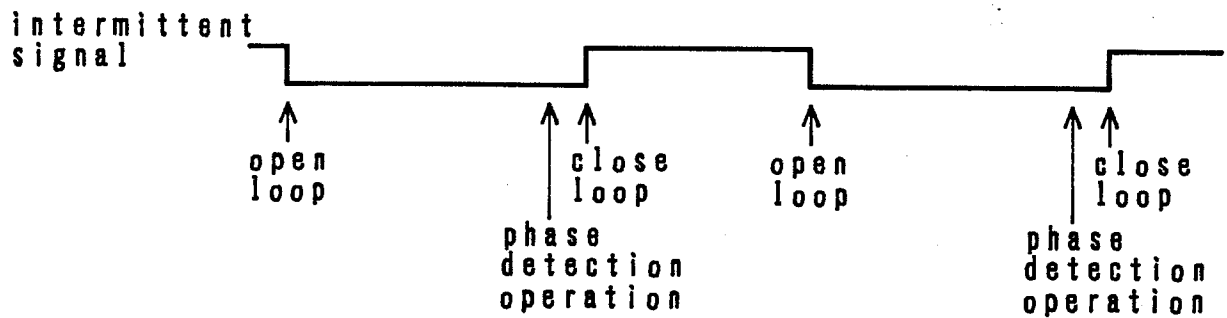 intermittent
signal
open
loop
close
loop
open
loop
close
loop
phase
detection
operation
phase
detection
operation